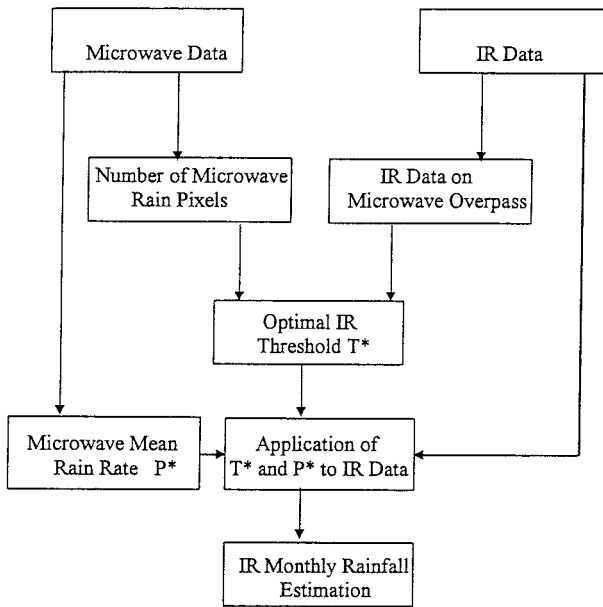 Microwave Data
IR Data
Number of Microwave
Rain Pixels
IR Data on
Microwave Overpass
Optimal IR
Threshold T*
Microwave Mean
Rain Rate P*
Application of
T* and P* to IR Data
IR Monthly Rainfall
Estimation